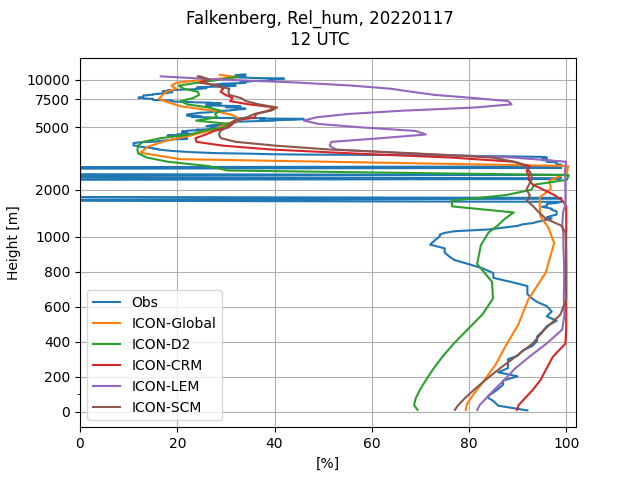 Falkenberg, Rel_hum, 20220117
12 UTC
10000
7500
5000
2000
1000
800
600
400
200
0
Height [m]
Obs
ICON-Global
ICON-D2
ICON-CRM
ICON-LEM
ICON-SCM
0 20 40 60 80 100
[%]